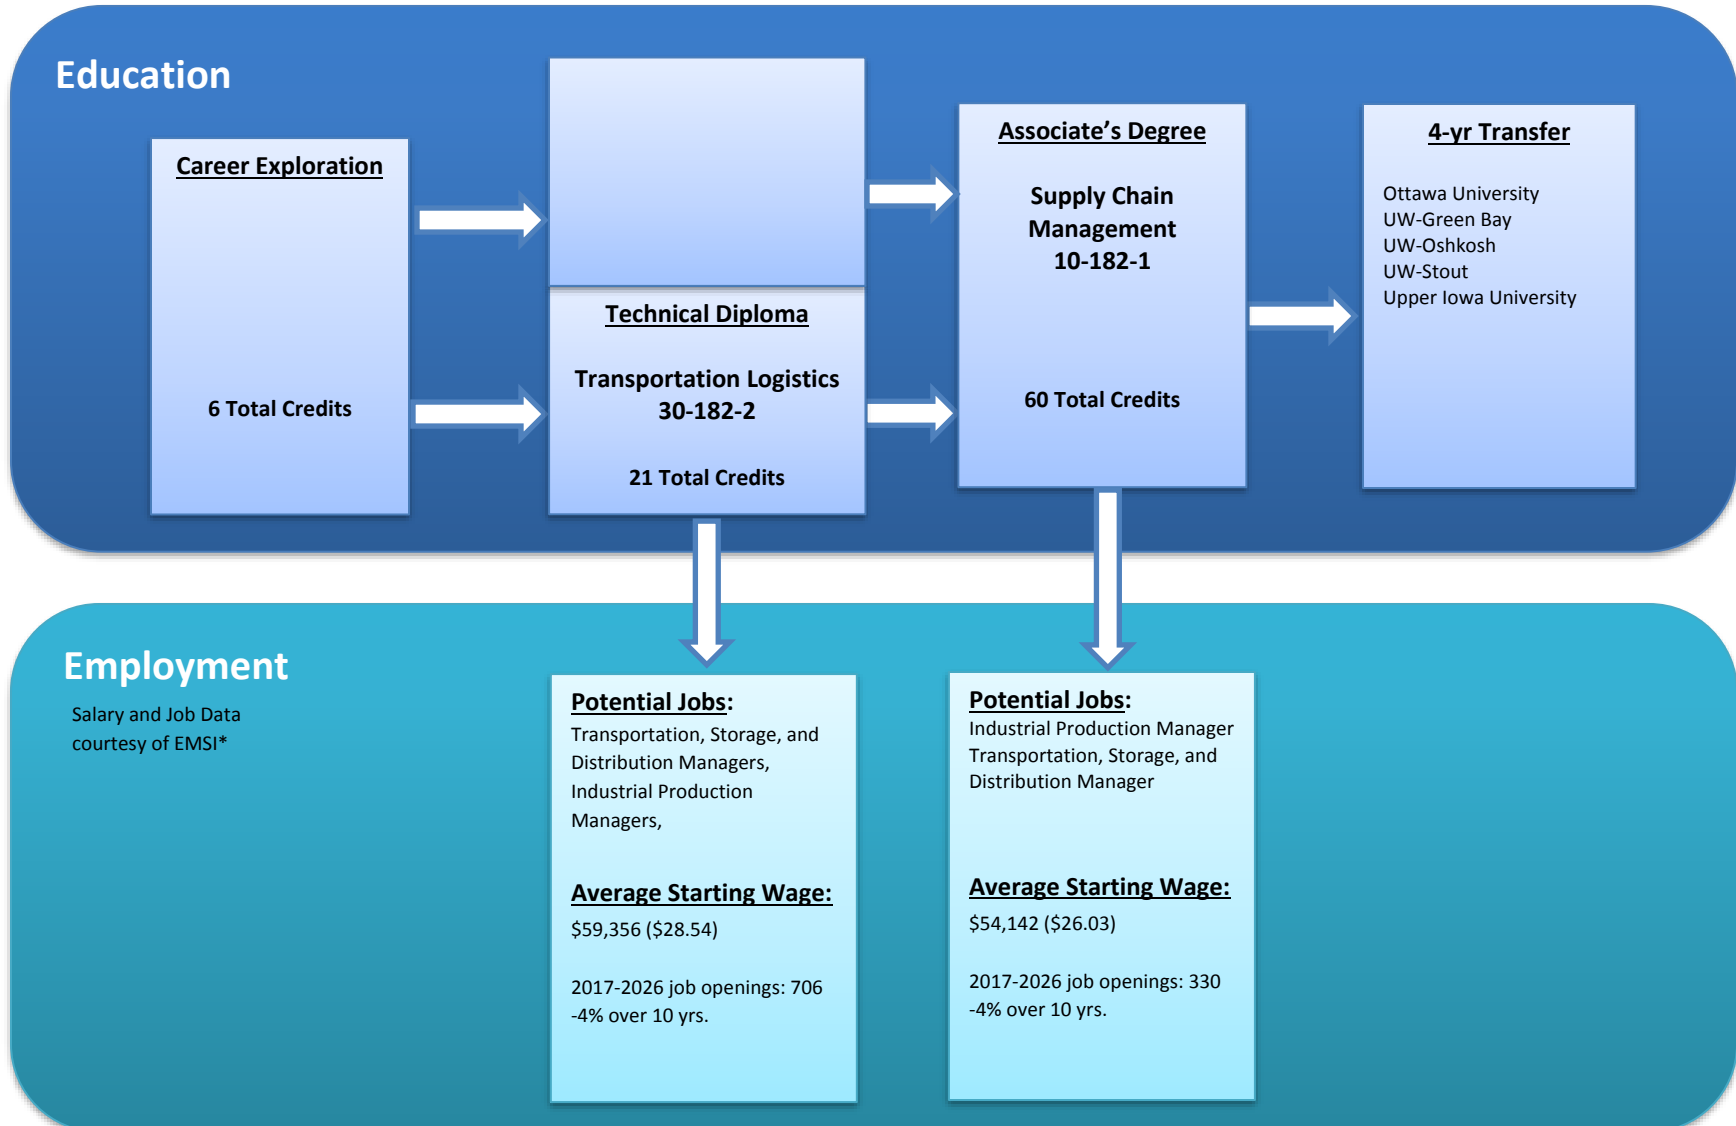 Education
Career Exploration
6 Total Credits
Technical Diploma
Transportation Logistics
30-182-2
21 Total Credits
Associate’s Degree
Supply Chain
Management
10-182-1
60 Total Credits
4-yr Transfer
Ottawa University
UW-Green Bay
UW-Oshkosh
UW-Stout
Upper Iowa University
Employment
Salary and Job Data
courtesy of EMSI*
Potential Jobs:
Transportation, Storage, and
Distribution Managers,
Industrial Production
Managers,
Average Starting Wage:
$59,356 ($28.54)
2017-2026 job openings: 706
-4% over 10 yrs.
Potential Jobs:
Industrial Production Manager
Transportation, Storage, and
Distribution Manager
Average Starting Wage:
$54,142 ($26.03)
2017-2026 job openings: 330
-4% over 10 yrs.